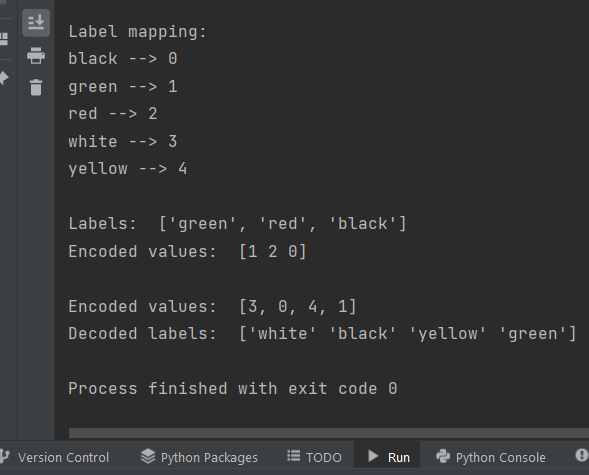 Label mapping:
black --> 0
green --> 1
red --> 2
white --> 3
yellow --> 4
Labels:  ['green', 'red', 'black']
Encoded values:  [1 2 0]
Encoded values:  [3, 0, 4, 1]
Decoded labels:  ['white' 'black' 'yellow' 'green']
Process finished with exit code 0
Version Control Python Packages TODO Run Python Console